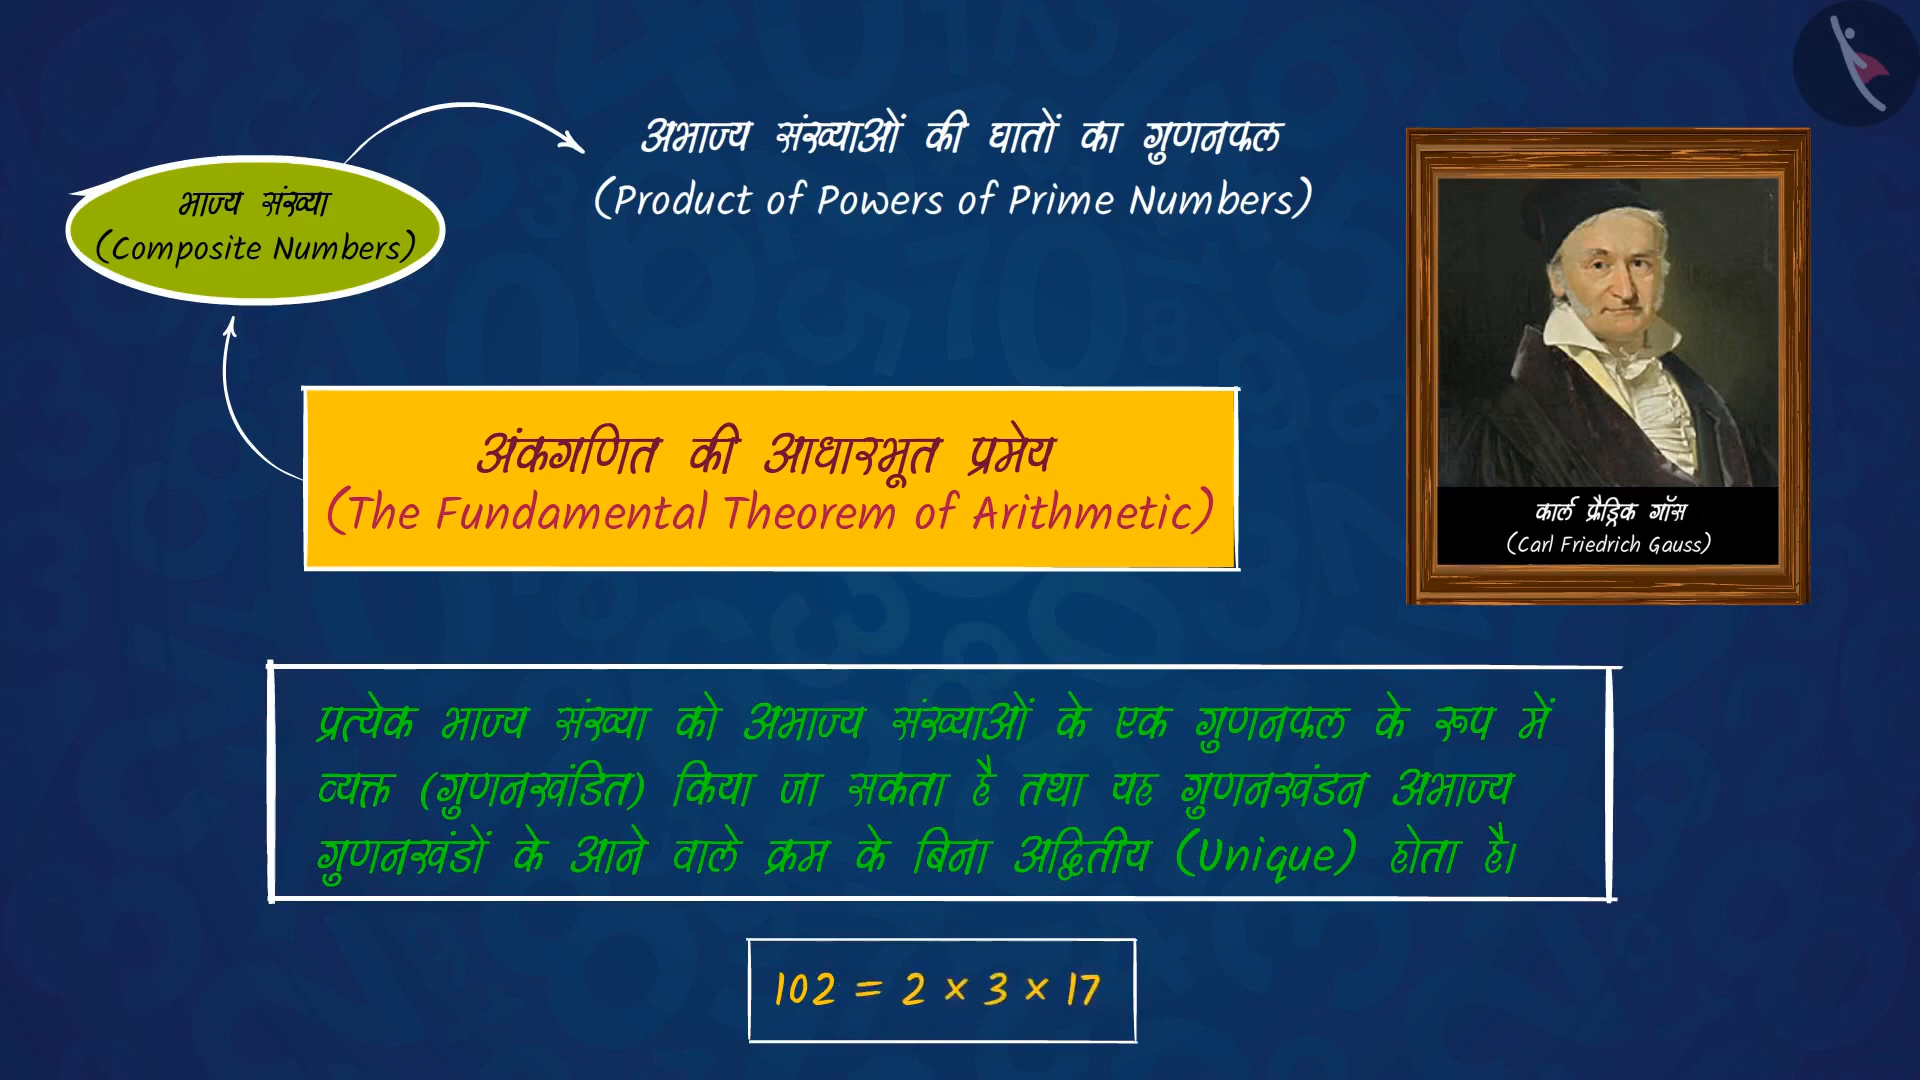 अभाज्य संख्याओं की घातों का गुणनफल
(Product of Powers of Prime Numbers)
भाज्य संख्या
(Composite Numbers)
अंकगणित की आधारभूत प्रमेय
(The Fundamental Theorem of Arithmetic)
कार्ल फ्रैड्रिक गॉस
(Carl Friedrich Gauss)
प्रत्येक भाज्य संख्या को अभाज्य संख्याओं के एक गुणनफल के रूप में
व्यक्त (गुणनखंडित) किया जा सकता है तथा यह गुणनखंडन अभाज्य
गुणनखंडों के आने वाले क्रम के बिना अद्वितीय (Unique) होता है।
102 = 2 × 3 × 17